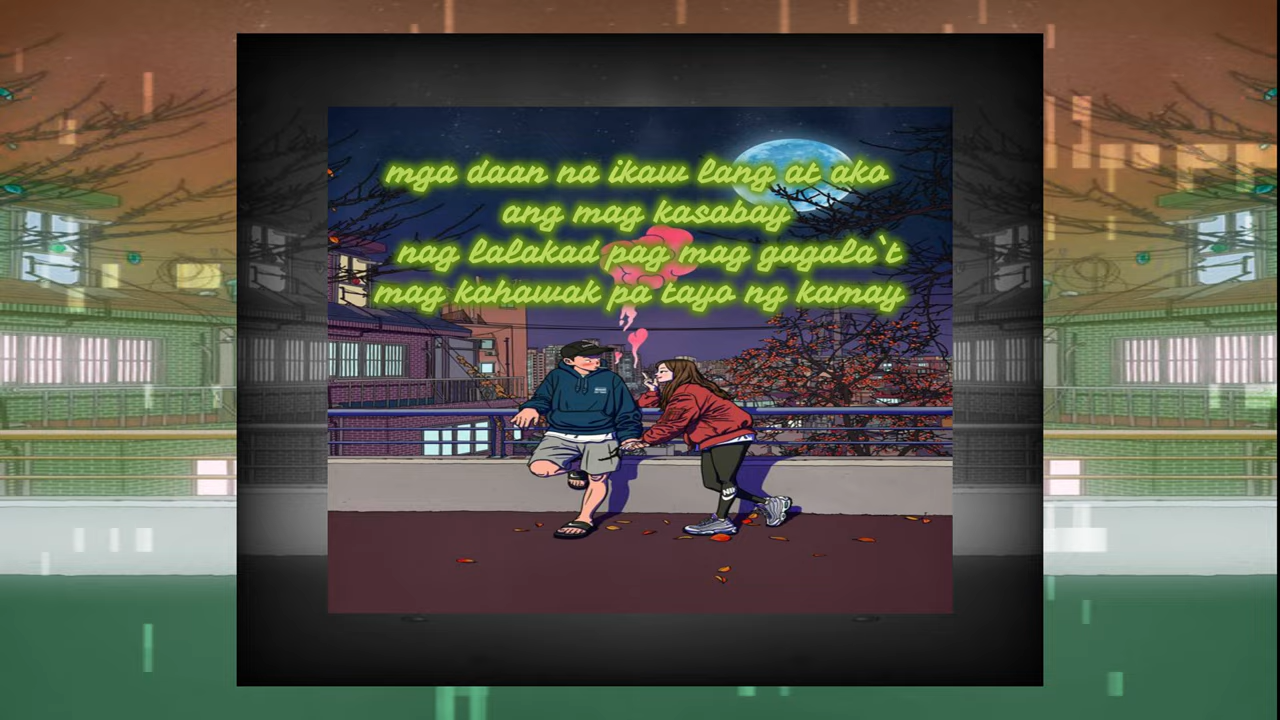 mga daan na ikaw lang at ako
ang mag kasabay
nag lalakad pag mag gagala`t
mag kahawak pa tayo ng kamay